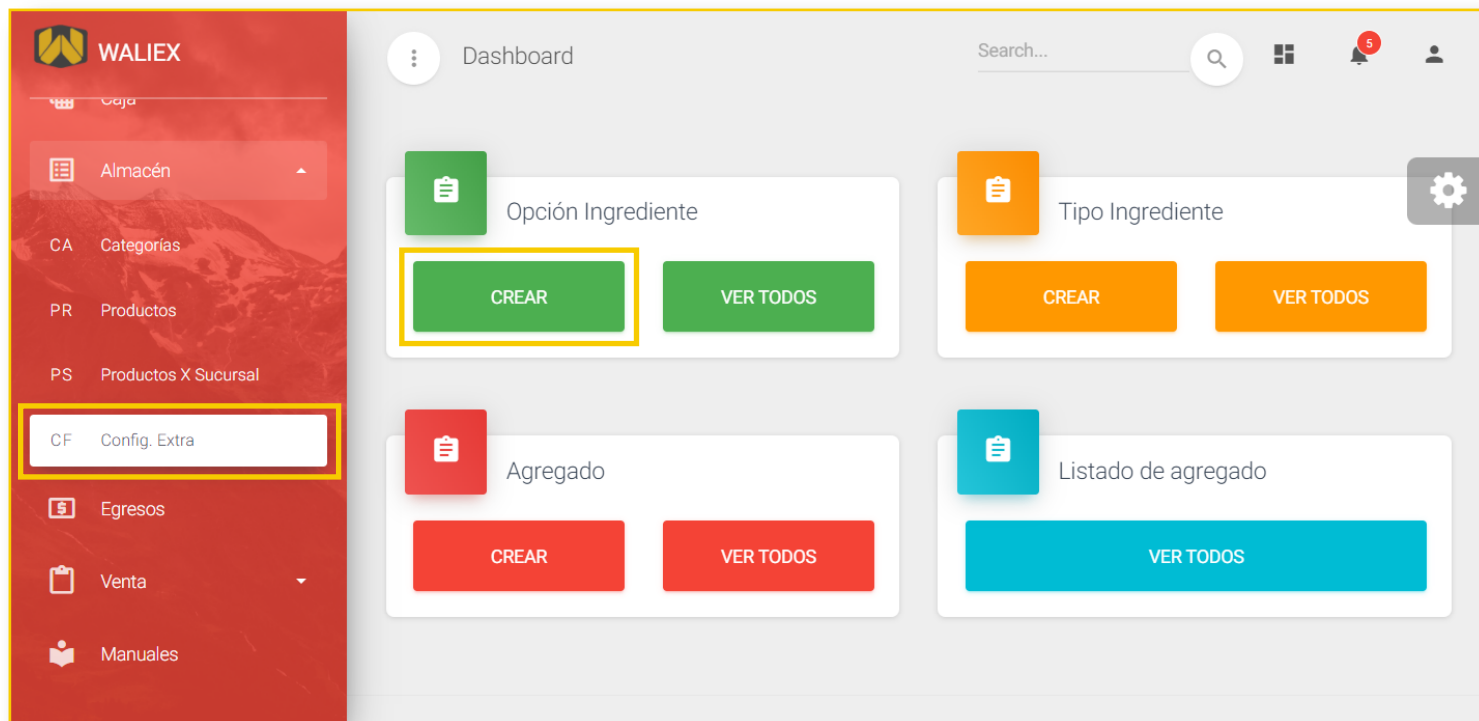 WALIEX
Caja
Almacén
CA Categorías
PR Productos
PS Productos X Sucursal
CF Config. Extra
Egresos
Venta
Manuales
Dashboard
Search...
5
Opción Ingrediente
CREAR
VER TODOS
Tipo Ingrediente
CREAR
VER TODOS
Agregado
CREAR
VER TODOS
Listado de agregado
VER TODOS